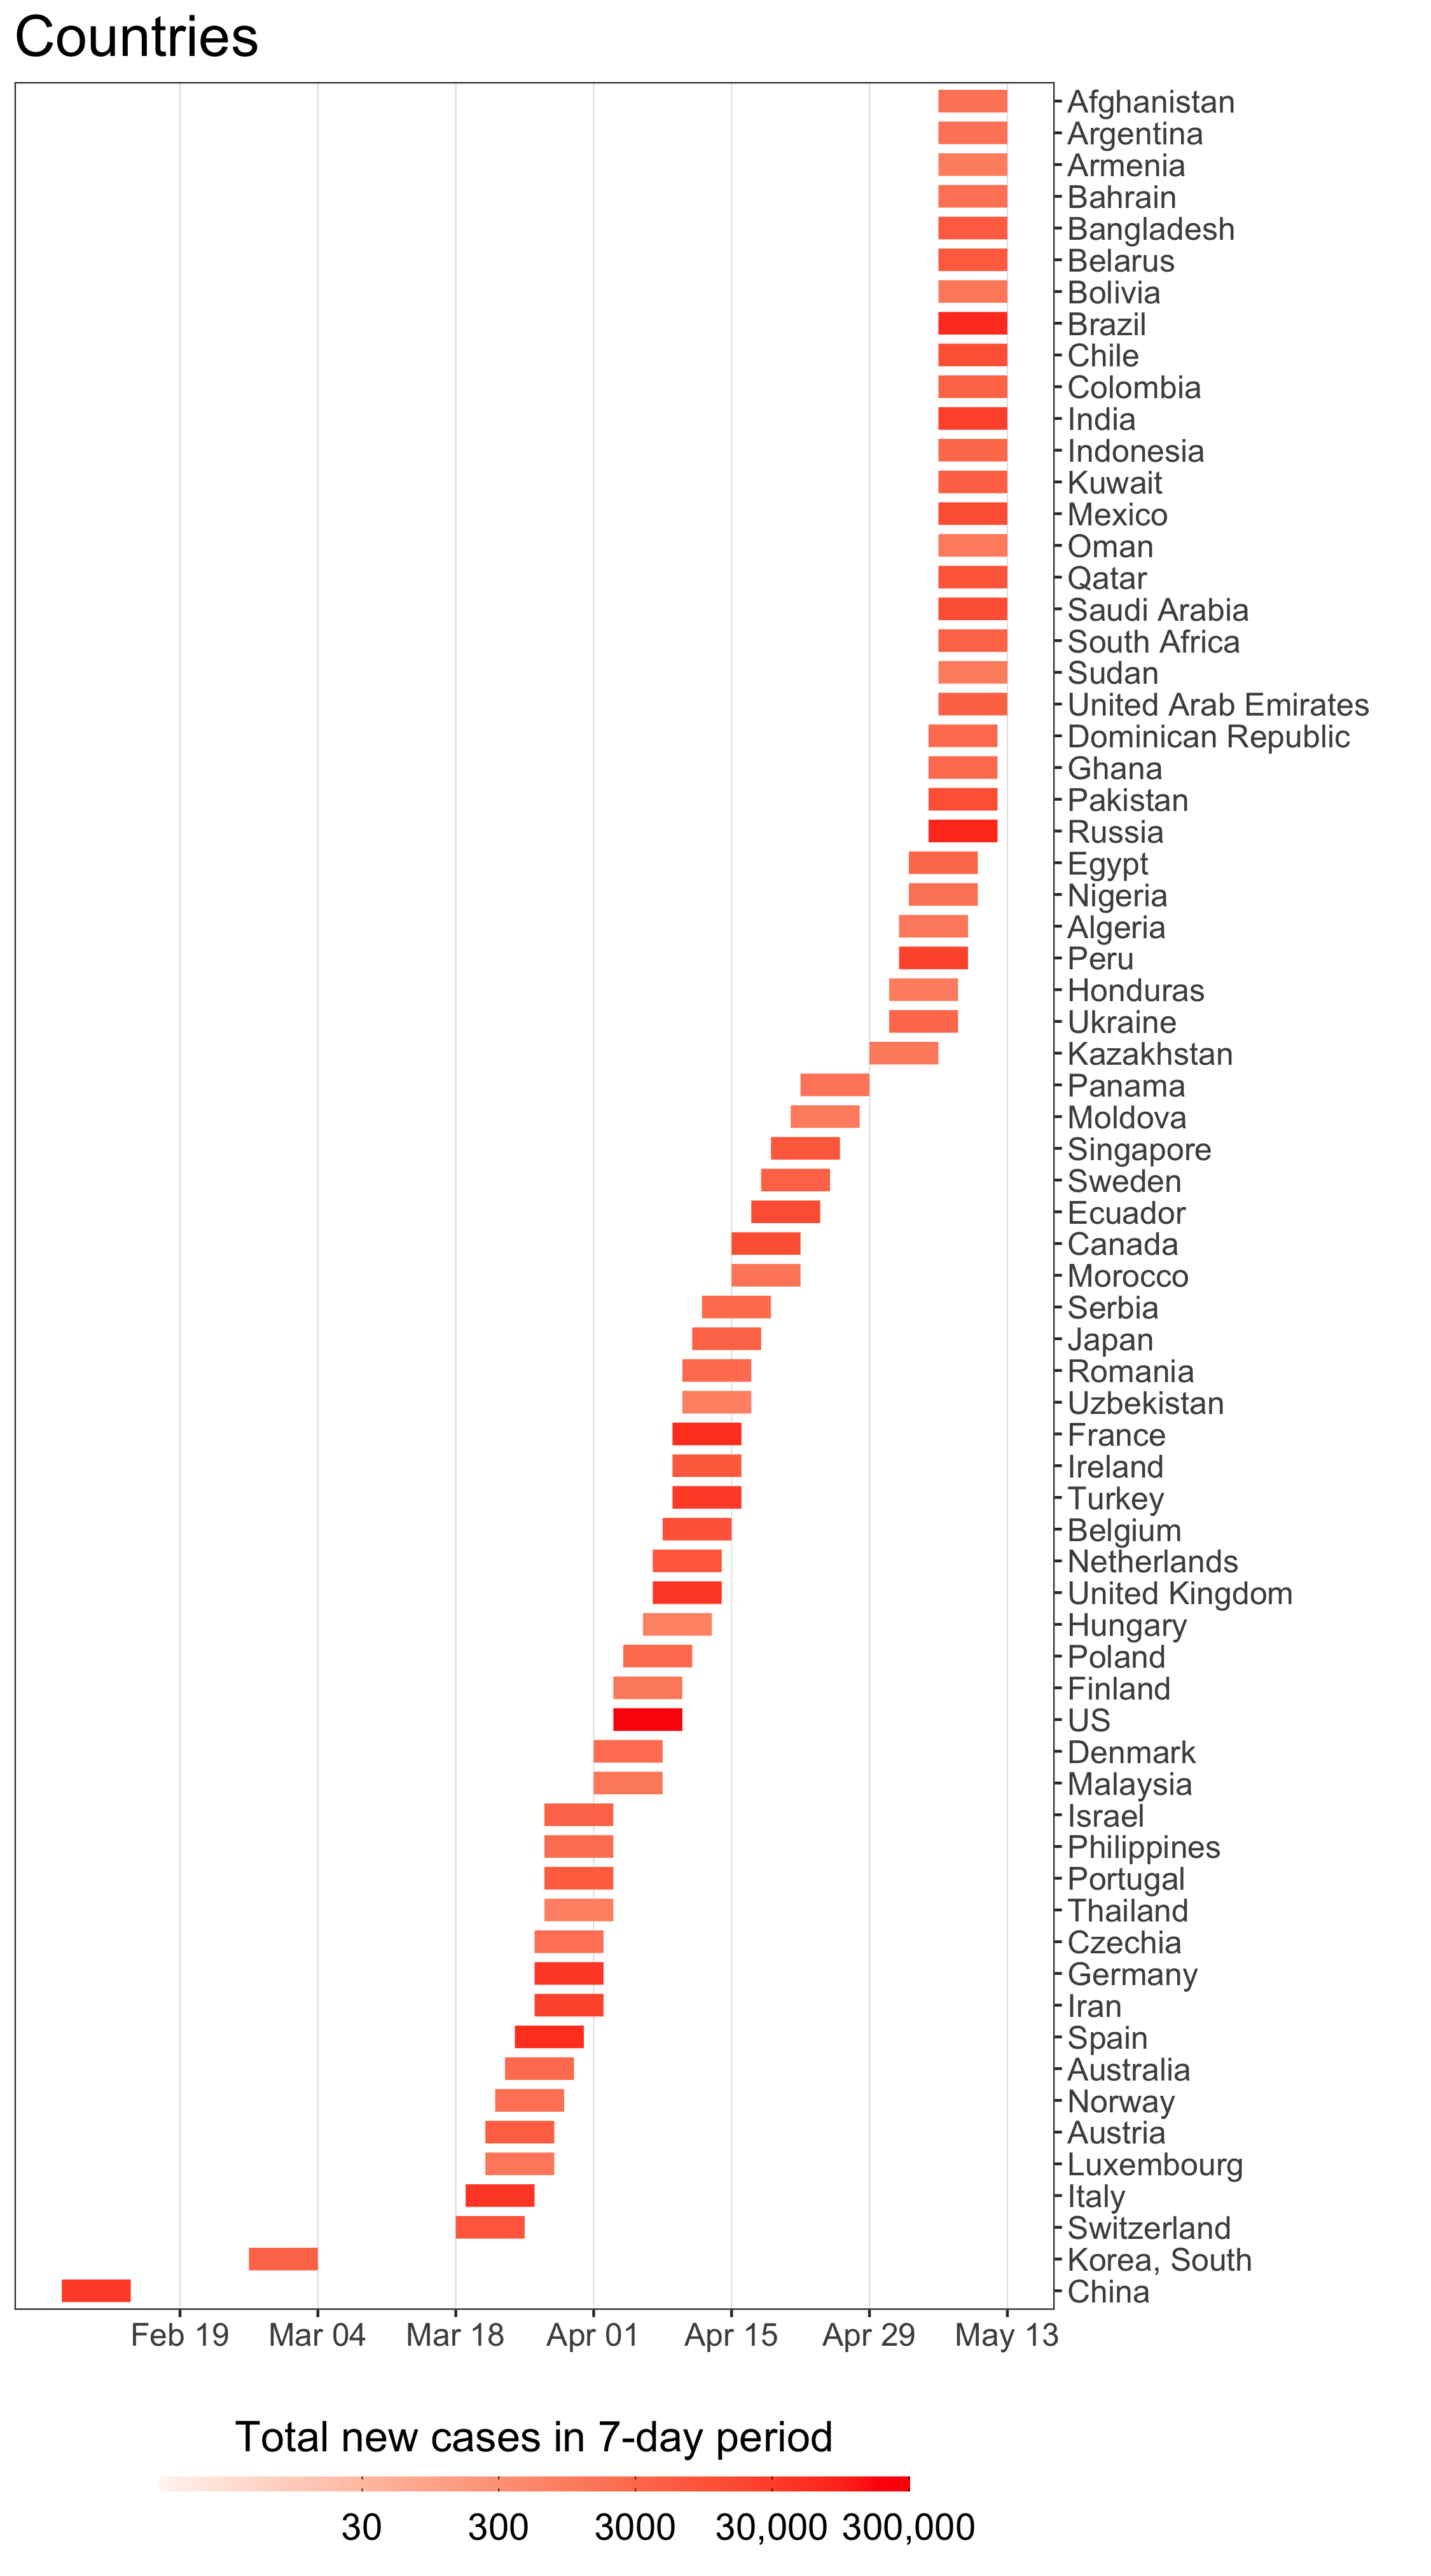 Countries
Afghanistan
Argentina
Armenia
Bahrain
Bangladesh
Belarus
Bolivia
Brazil
Chile
Colombia
India
Indonesia
Kuwait
Mexico
Oman
Qatar
Saudi Arabia
South Africa
Sudan
United Arab Emirates
Dominican Republic
Ghana
Pakistan
Russia
Egypt
Nigeria
Algeria
Peru
Honduras
Ukraine
Kazakhstan
Panama
Moldova
Singapore
Sweden
Ecuador
Canada
Morocco
Serbia
Japan
Romania
Uzbekistan
France
Ireland
Turkey
Belgium
Netherlands
United Kingdom
Hungary
Poland
Finland
US
Denmark
Malaysia
Israel
Philippines
Portugal
Thailand
Czechia
Germany
Iran
Spain
Australia
Norway
Austria
Luxembourg
Italy
Switzerland
Korea, South
China
Feb 19 Mar 04 Mar 18 Apr 01 Apr 15 Apr 29 May 13
Total new cases in 7-day period
30 300 3000 30,000 300,000